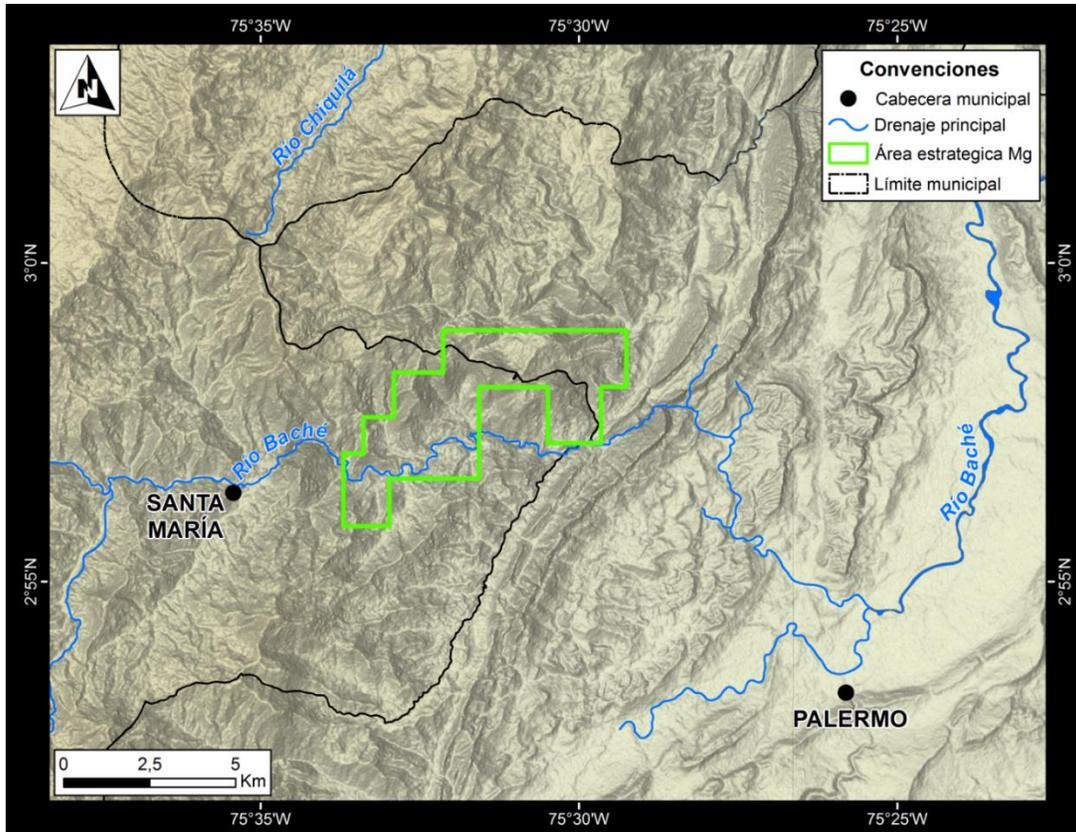 75°35'W 75°30'W 75°25'W
N
Convenciones
Cabecera municipal
Drenaje principal
Área estrategica Mg
Límite municipal
Río Chiquilá
3°0'N 3°0'N
Río Baché
SANTA
MARÍA
Río Baché
2°55'N 2°55'N
PALERMO
0 2,5 5
Km
75°35'W 75°30'W 75°25'W